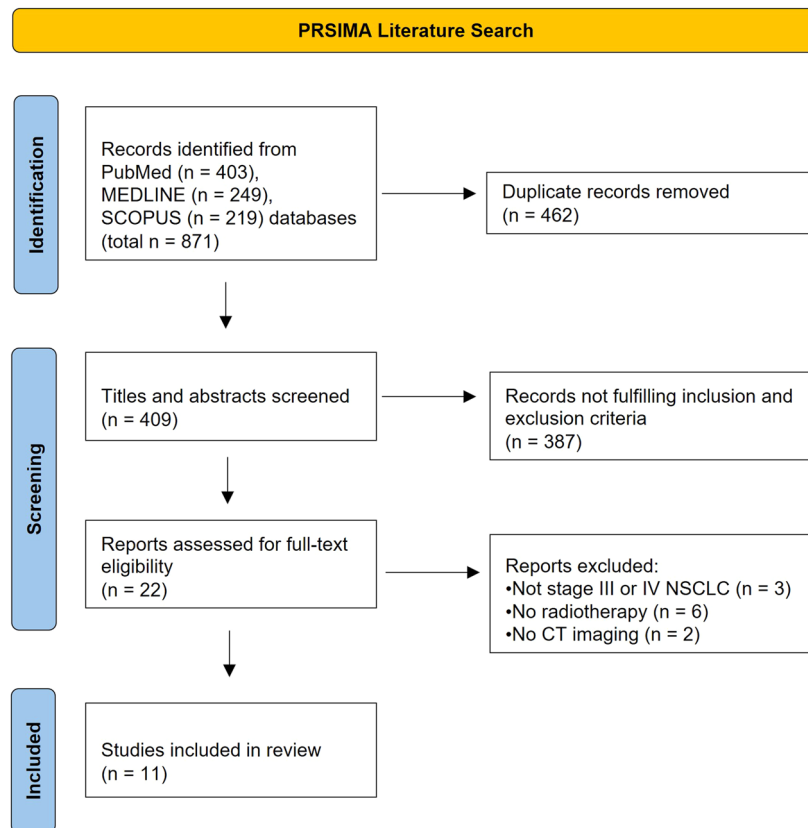 PRSIMA Literature Search
Identification
Records identified from
PubMed (n = 403),
MEDLINE (n = 249),
SCOPUS (n = 219) databases
(total n = 871)
Duplicate records removed
(n = 462)
Screening
Titles and abstracts screened
(n = 409)
Records not fulfilling inclusion and
exclusion criteria
(n = 387)
Reports assessed for full-text
eligibility
(n = 22)
Reports excluded:
•Not stage III or IV NSCLC (n = 3)
•No radiotherapy (n = 6)
•No CT imaging (n = 2)
Included
Studies included in review
(n = 11)